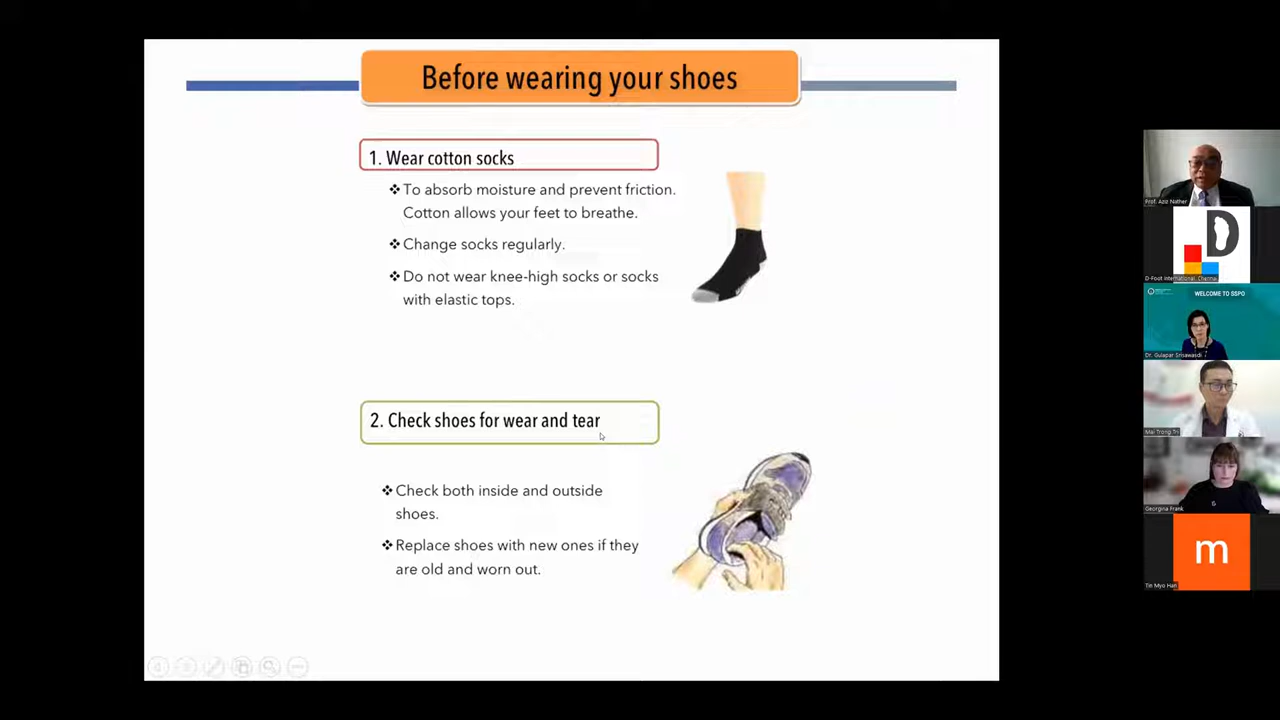 Before wearing your shoes
1. Wear cotton socks
❖ To absorb moisture and prevent friction.
Cotton allows your feet to breathe.
❖ Change socks regularly.
❖ Do not wear knee-high socks or socks
with elastic tops.
2. Check shoes for wear and tear
❖ Check both inside and outside
shoes.
❖ Replace shoes with new ones if they
are old and worn out.
Prof. Aziz Nather
D
D-Foot International, Chennai
WELCOME TO SSPO
Dr. Gulapar Srisawasdi
Mai Trong Tri
Georgina Frank
m
Tin Myo Han